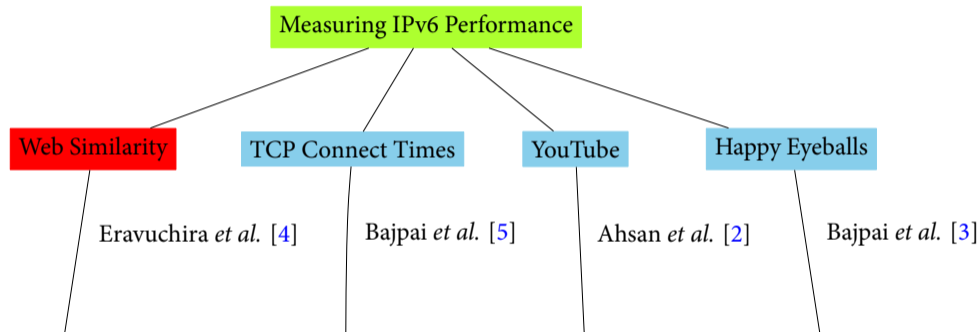 Measuring IPv6 Performance
Web Similarity
TCP Connect Times
YouTube
Happy Eyeballs
Eravuchira et al. [4]
Bajpai et al. [5]
Ahsan et al. [2]
Bajpai et al. [3]